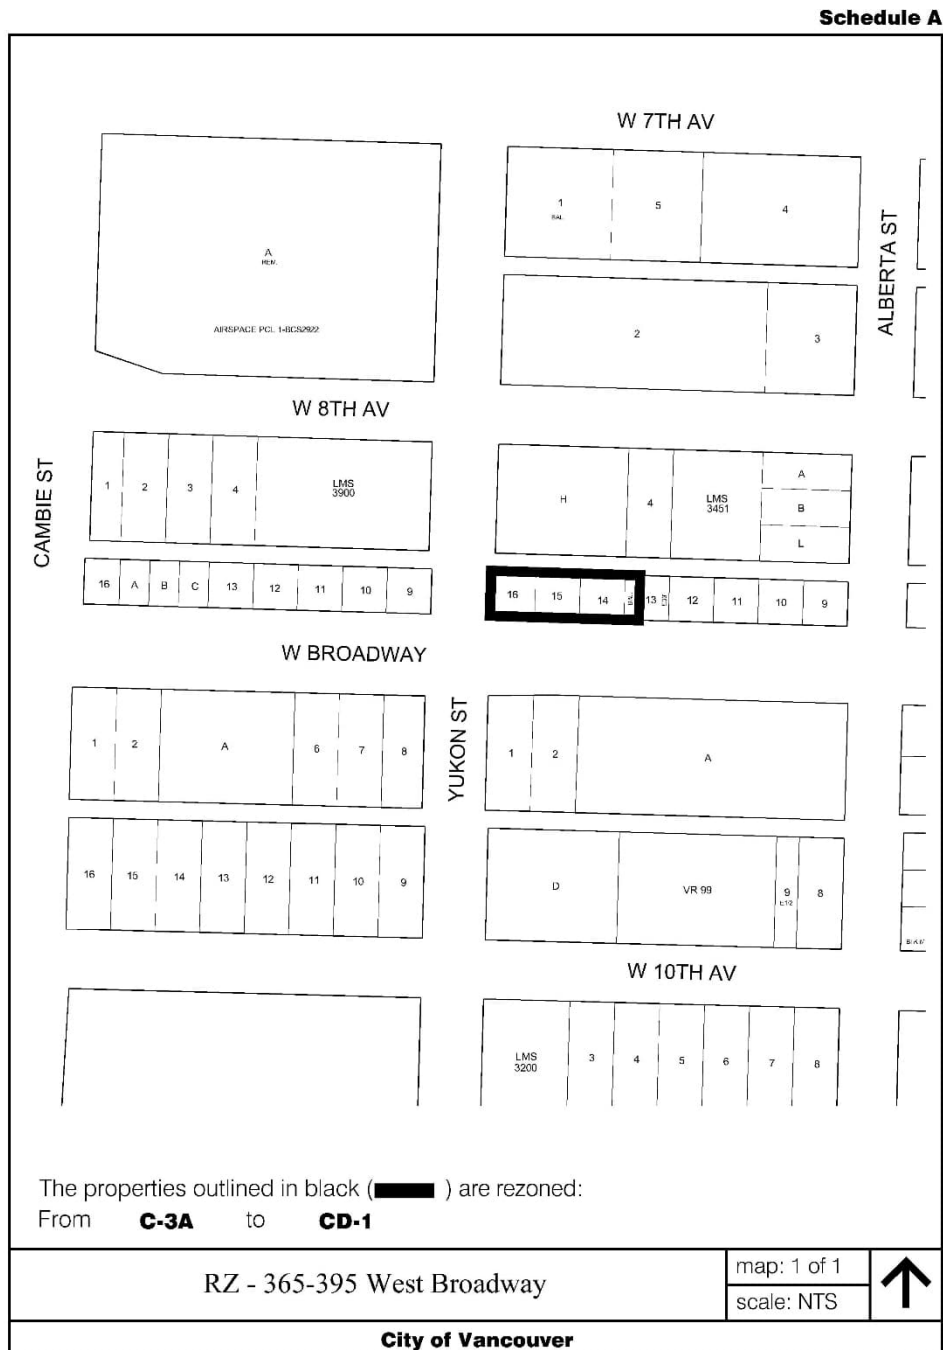 Schedule A
W 7TH AV
1 5 4
BAL
A
REM.
ALBERTA ST
AIRSPACE PCL 1-BCS2922
2 3
W 8TH AV
CAMBIE ST
1 2 3 4 LMS 3900
H 4 LMS 3451 A
B
L
16 A B C 13 12 11 10 9
16 15 14 13 12 11 10 9
W BROADWAY
YUKON ST
1 2 A 6 7 8
1 2 A
16 15 14 13 12 11 10 9
D VR 99 9 8
E1/2
W 10TH AV
LMS 3200 3 4 5 6 7 8
The properties outlined in black ( ) are rezoned:
From C-3A to CD-1
RZ - 365-395 West Broadway
map: 1 of 1
scale: NTS
City of Vancouver